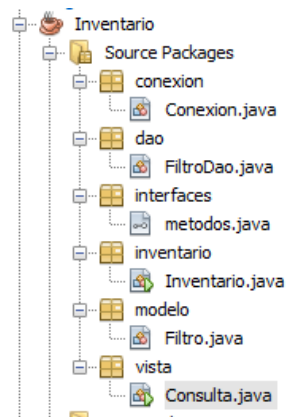 Inventario
Source Packages
conexion
Conexion.java
dao
FiltroDao.java
interfaces
metodos.java
inventario
Inventario.java
modelo
Filtro.java
vista
Consulta.java